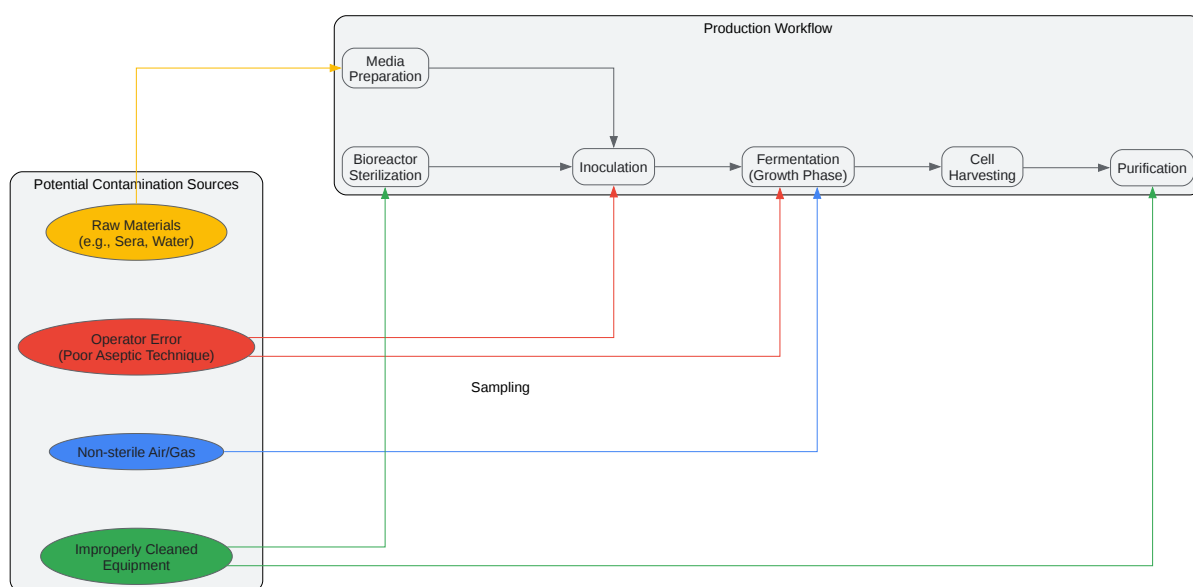 Production Workflow
Media
Preparation
Bioreactor
Sterilization
Inoculation
Fermentation
(Growth Phase)
Cell
Harvesting
Purification
Potential Contamination Sources
Raw Materials
(e.g., Sera, Water)
Operator Error
(Poor Aseptic Technique)
Sampling
Non-sterile Air/Gas
Improperly Cleaned
Equipment